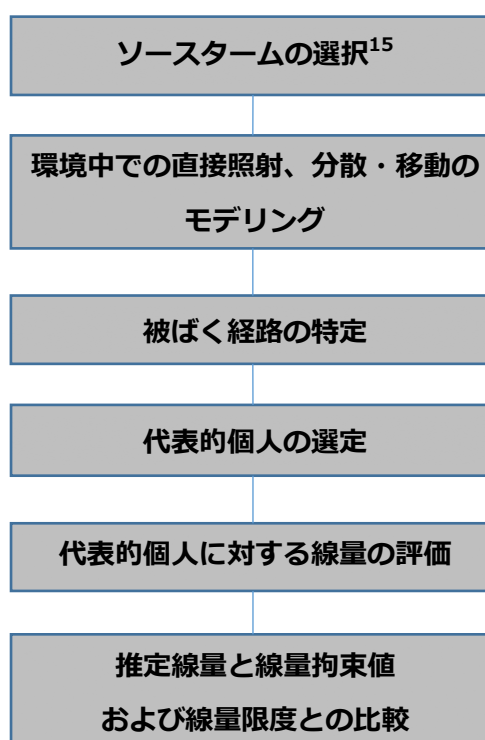 ソースタームの選択15
環境中での直接照射、分散・移動の
モデリング
被ばく経路の特定
代表的個人の選定
代表的個人に対する線量の評価
推定線量と線量拘束値
および線量限度との比較